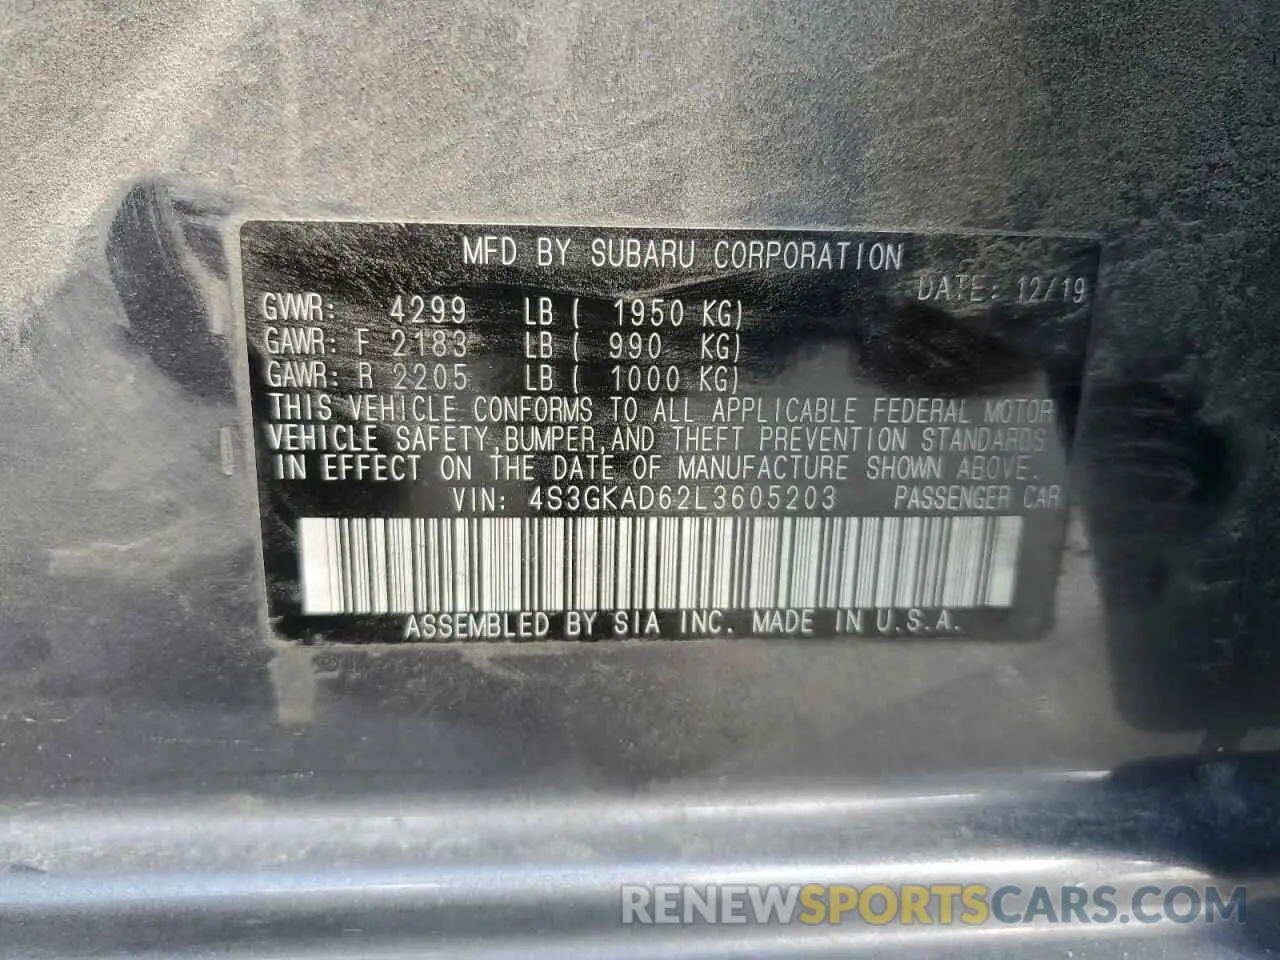 MFD BY SUBARU CORPORATION
DATE: 12/19
GVWR: 4299 LB ( 1950 KG)
GAWR: F 2183 LB ( 990 KG)
GAWR: R 2205 LB ( 1000 KG)
THIS VEHICLE CONFORMS TO ALL APPLICABLE FEDERAL MOTOR
VEHICLE SAFETY,BUMPER,AND THEFT PREVENTION STANDARDS
IN EFFECT ON THE DATE OF MANUFACTURE SHOWN ABOVE.
VIN: 4S3GKAD62L3605203 PASSENGER CAR
ASSEMBLED BY SIA INC. MADE IN U.S.A.
RENEWSPORTSCARS.COM